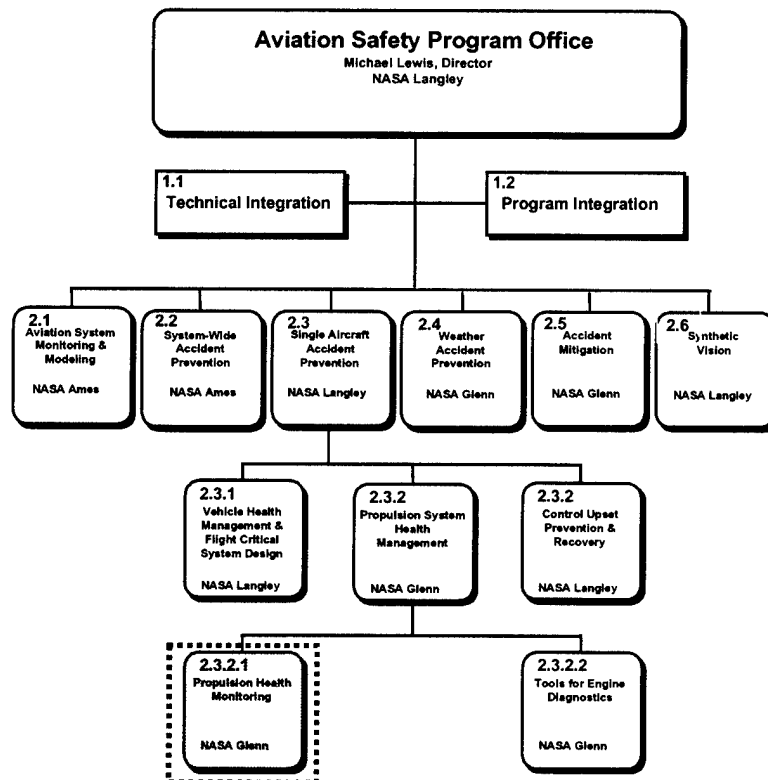 Aviation Safety Program Office
Michael Lewis, Director
NASA Langley
1.1
Technical Integration
1.2
Program Integration
2.1
Aviation System
Monitoring &
Modeling
NASA Ames
2.2
System-Wide
Accident
Prevention
NASA Ames
2.3
Single Aircraft
Accident
Prevention
NASA Langley
2.4
Weather
Accident
Prevention
NASA Glenn
2.5
Accident
Mitigation
NASA Glenn
2.6
Synthetic
Vision
NASA Langley
2.3.1
Vehicle Health
Management &
Flight Critical
System Design
NASA Langley
2.3.2
Propulsion System
Health
Management
NASA Glenn
2.3.2
Control Upset
Prevention &
Recovery
NASA Langley
2.3.2.1
Propulsion Health
Monitoring
NASA Glenn
2.3.2.2
Tools for Engine
Diagnostics
NASA Glenn